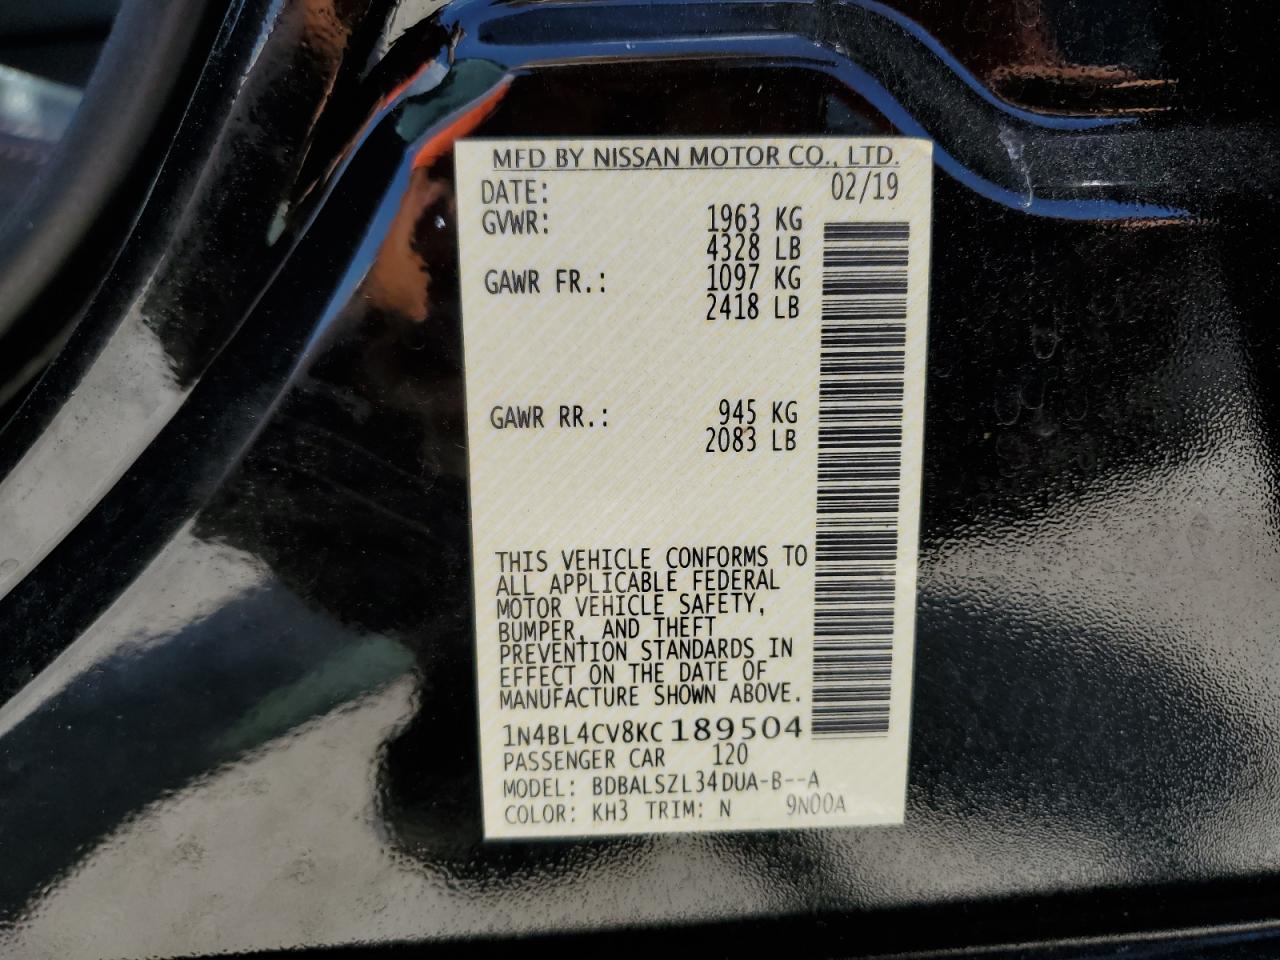 MFD BY NISSAN MOTOR CO., LTD.
DATE: 02/19
GVWR: 1963 KG
4328 LB
GAWR FR.: 1097 KG
2418 LB
GAWR RR.: 945 KG
2083 LB
THIS VEHICLE CONFORMS TO
ALL APPLICABLE FEDERAL
MOTOR VEHICLE SAFETY,
BUMPER, AND THEFT
PREVENTION STANDARDS IN
EFFECT ON THE DATE OF
MANUFACTURE SHOWN ABOVE.
1N4BL4CV8KC189504
PASSENGER CAR 120
MODEL: BDBALSZL34DUA-B--A
COLOR: KH3 TRIM: N 9N00A